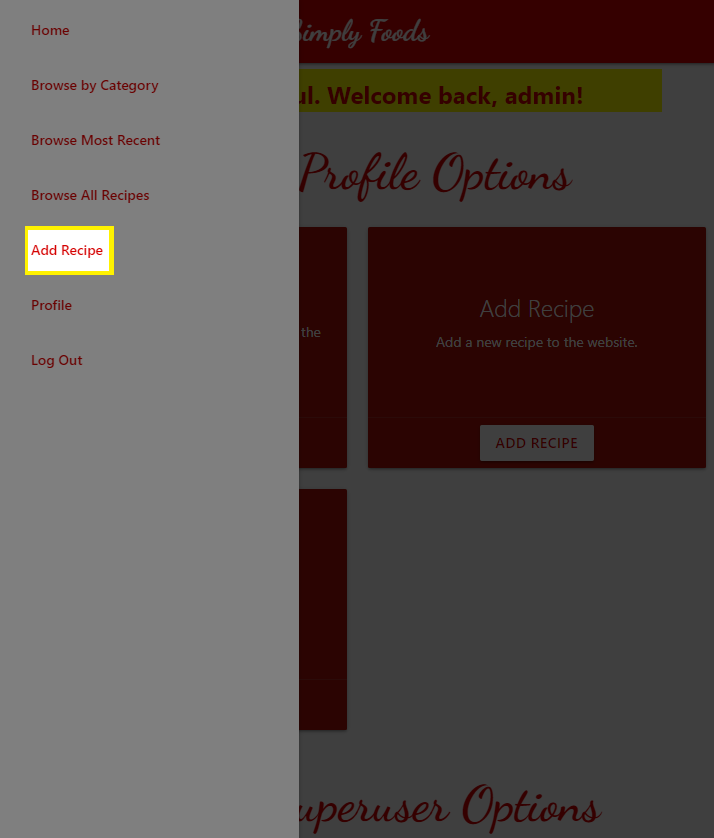 Home
Browse by Category
Browse Most Recent
Browse All Recipes
Add Recipe
Profile
Log Out
Simply Foods
ul. Welcome back, admin!
Profile Options
the
Add Recipe
Add a new recipe to the website.
ADD RECIPE
uperuser Options